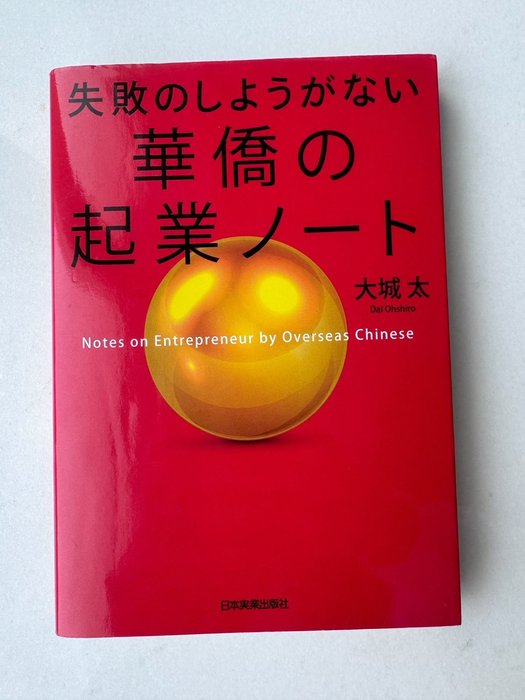 失敗のしようがない
華僑の
起業ノート
大城 太
Dai Ohshiro
Notes on Entrepreneur by Overseas Chinese
日本実業出版社